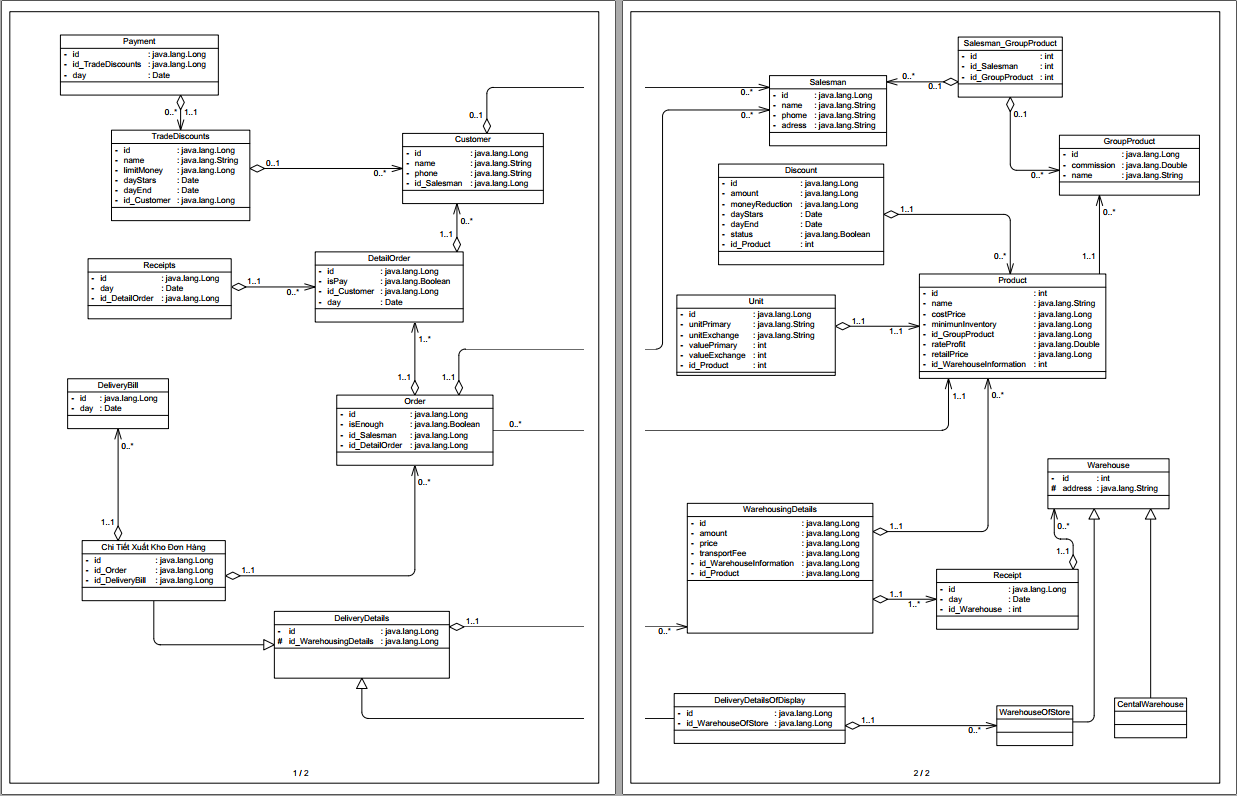 Payment
- id : java.lang.Long
- id_TradeDiscounts : java.lang.Long
- day : Date
0..* 1..1
TradeDiscounts
- id : java.lang.Long
- name : java.lang.String
- limitMoney : java.lang.Long
- dayStars : Date
- dayEnd : Date
- id_Customer : java.lang.Long
0..1
0..*
0..1
Customer
- id : java.lang.Long
- name : java.lang.String
- phone : java.lang.String
- id_Salesman : java.lang.Long
0..*
1..1
Receipts
- id : java.lang.Long
- day : Date
- id_DetailOrder : java.lang.Long
1..1
0..*
DetailOrder
- id : java.lang.Long
- isPay : java.lang.Boolean
- id_Customer : java.lang.Long
- day : Date
1..*
1..1
1..1
DeliveryBill
- id : java.lang.Long
- day : Date
0..*
1..1
Order
- id : java.lang.Long
- isEnough : java.lang.Boolean
- id_Salesman : java.lang.Long
- id_DetailOrder : java.lang.Long
0..*
0..*
Chi Tiết Xuất Kho Đơn Hàng
- id : java.lang.Long
- id_Order : java.lang.Long
- id_DeliveryBill : java.lang.Long
1..1
DeliveryDetails
- id : java.lang.Long
# id_WarehousingDetails : java.lang.Long
1..1
1 / 2
Salesman_GroupProduct
- id : int
- id_Salesman : int
- id_GroupProduct : int
0..*
0..1
0..1
0..*
Salesman
- id : java.lang.Long
- name : java.lang.String
- phome : java.lang.String
- adress : java.lang.String
0..*
0..*
GroupProduct
- id : java.lang.Long
- commission : java.lang.Double
- name : java.lang.String
0..*
1..1
Discount
- id : java.lang.Long
- amount : java.lang.Long
- moneyReduction : java.lang.Long
- dayStars : Date
- dayEnd : Date
- status : java.lang.Boolean
- id_Product : int
1..1
0..*
Unit
- id : java.lang.Long
- unitPrimary : java.lang.String
- unitExchange : java.lang.String
- valuePrimary : int
- valueExchange : int
- id_Product : int
1..1
1..1
Product
- id : int
- name : java.lang.String
- costPrice : java.lang.Long
- minimunInventory : java.lang.Long
- id_GroupProduct : java.lang.Long
- rateProfit : java.lang.Double
- retailPrice : java.lang.Long
- id_WarehouseInformation : int
1..1
0..*
Warehouse
- id : int
# address : java.lang.String
0..*
1..1
WarehousingDetails
- id : java.lang.Long
- amount : java.lang.Long
- price : java.lang.Long
- transportFee : java.lang.Long
- id_WarehouseInformation : java.lang.Long
- id_Product : java.lang.Long
1..1
1..1
1..*
0..*
Receipt
- id : java.lang.Long
- day : Date
- id_Warehouse : int
DeliveryDetailsOfDisplay
- id : java.lang.Long
- id_WarehouseOfStore : java.lang.Long
1..1
0..*
WarehouseOfStore
CentalWarehouse
2 / 2